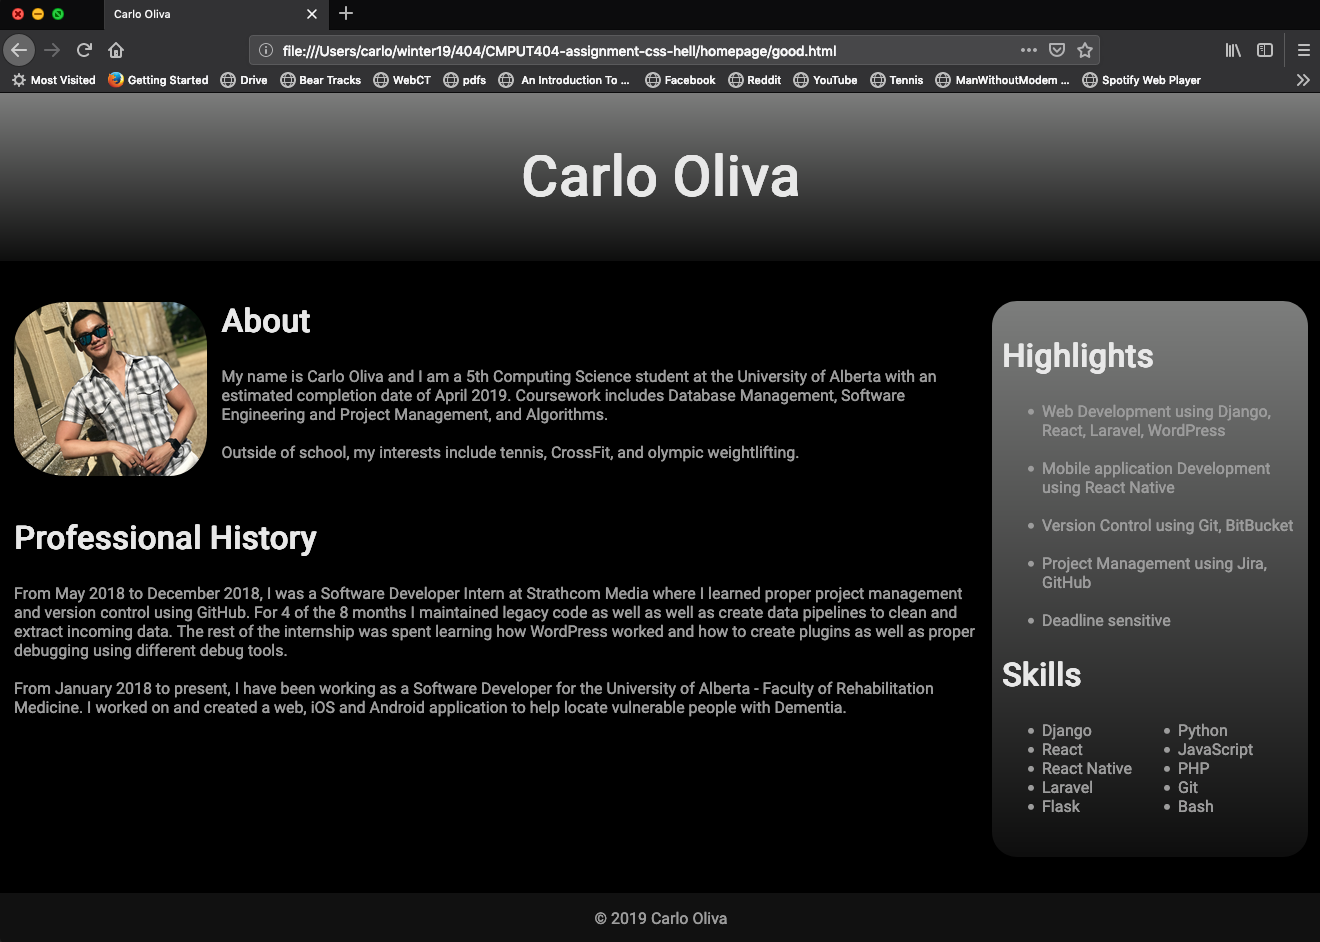 Carlo Oliva
file:///Users/carlo/winter19/404/CMPUT404-assignment-css-hell/homepage/good.html
Most Visited Getting Started Drive Bear Tracks WebCT pdfs An Introduction To ... Facebook Reddit YouTube Tennis ManWithoutModem ... Spotify Web Player
Carlo Oliva
About
My name is Carlo Oliva and I am a 5th Computing Science student at the University of Alberta with an
estimated completion date of April 2019. Coursework includes Database Management, Software
Engineering and Project Management, and Algorithms.
Outside of school, my interests include tennis, CrossFit, and olympic weightlifting.
Professional History
From May 2018 to December 2018, I was a Software Developer Intern at Strathcom Media where I learned proper project management
and version control using GitHub. For 4 of the 8 months I maintained legacy code as well as well as create data pipelines to clean and
extract incoming data. The rest of the internship was spent learning how WordPress worked and how to create plugins as well as proper
debugging using different debug tools.
From January 2018 to present, I have been working as a Software Developer for the University of Alberta - Faculty of Rehabilitation
Medicine. I worked on and created a web, iOS and Android application to help locate vulnerable people with Dementia.
Highlights
• Web Development using Django,
React, Laravel, WordPress
• Mobile application Development
using React Native
• Version Control using Git, BitBucket
• Project Management using Jira,
GitHub
• Deadline sensitive
Skills
• Django
• React
• React Native
• Laravel
• Flask
• Python
• JavaScript
• PHP
• Git
• Bash
© 2019 Carlo Oliva